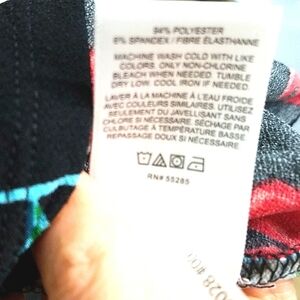 94% POLYESTER
6% SPANDEX / FIBRE ÉLASTHANNE
MACHINE WASH COLD WITH LIKE
COLORS. ONLY NON-CHLORINE
BLEACH WHEN NEEDED. TUMBLE
DRY LOW. COOL IRON IF NEEDED.
LAVER À LA MACHINE À L'EAU FROIDE
AVEC COULEURS SIMILAIRES. UTILISEZ
SEULEMENT DU JAVELLISANT SANS
CHLORE SI NÉCESSAIRE. SÉCHAGE PAR
CULBUTAGE À TEMPÉRATURE BASSE.
REPASSAGE DOUX SI NÉCESSAIRE.
RN# 55285